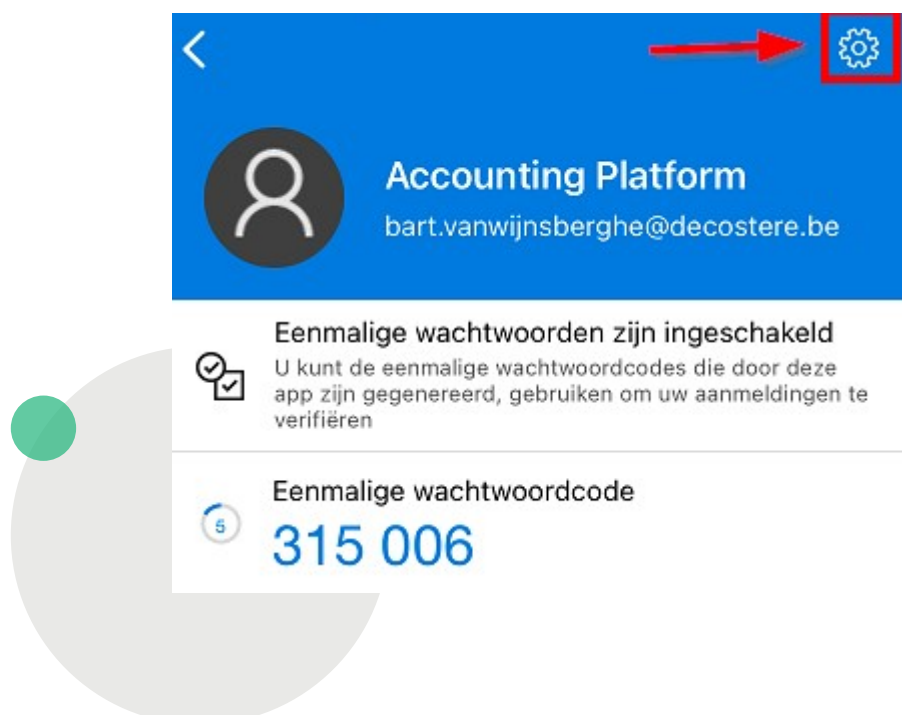 Accounting Platform
bart.vanwijnsberghe@decostere.be
Eenmalige wachtwoorden zijn ingeschakeld
U kunt de eenmalige wachtwoordcodes die door deze
app zijn gegenereerd, gebruiken om uw aanmeldingen te
verifiëren
Eenmalige wachtwoordcode
5
315 006